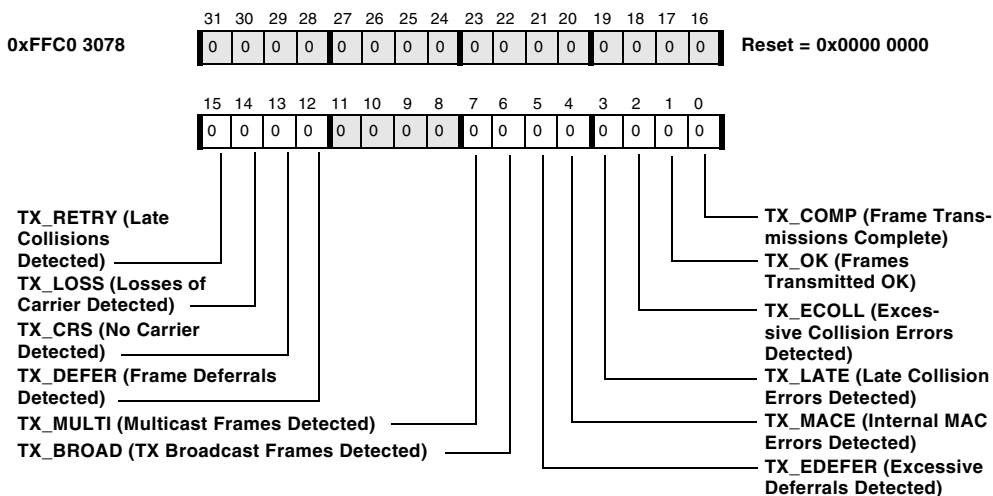 31 30 29 28 27 26 25 24 23 22 21 20 19 18 17 16
0xFFC0 3078 0 0 0 0 0 0 0 0 0 0 0 0 0 0 0 0 Reset = 0x0000 0000
15 14 13 12 11 10 9 8 7 6 5 4 3 2 1 0
0 0 0 0 0 0 0 0 0 0 0 0 0 0 0 0
TX_RETRY (Late
Collisions
Detected)
TX_LOSS (Losses of
Carrier Detected)
TX_CRS (No Carrier
Detected)
TX_DEFER (Frame Deferrals
Detected)
TX_MULTI (Multicast Frames Detected)
TX_BROAD (TX Broadcast Frames Detected)
TX_COMP (Frame Trans-
missions Complete)
TX_OK (Frames
Transmitted OK)
TX_ECOLL (Exces-
sive Collision Errors
Detected)
TX_LATE (Late Collision
Errors Detected)
TX_MACE (Internal MAC
Errors Detected)
TX_EDEFER (Excessive
Deferrals Detected)